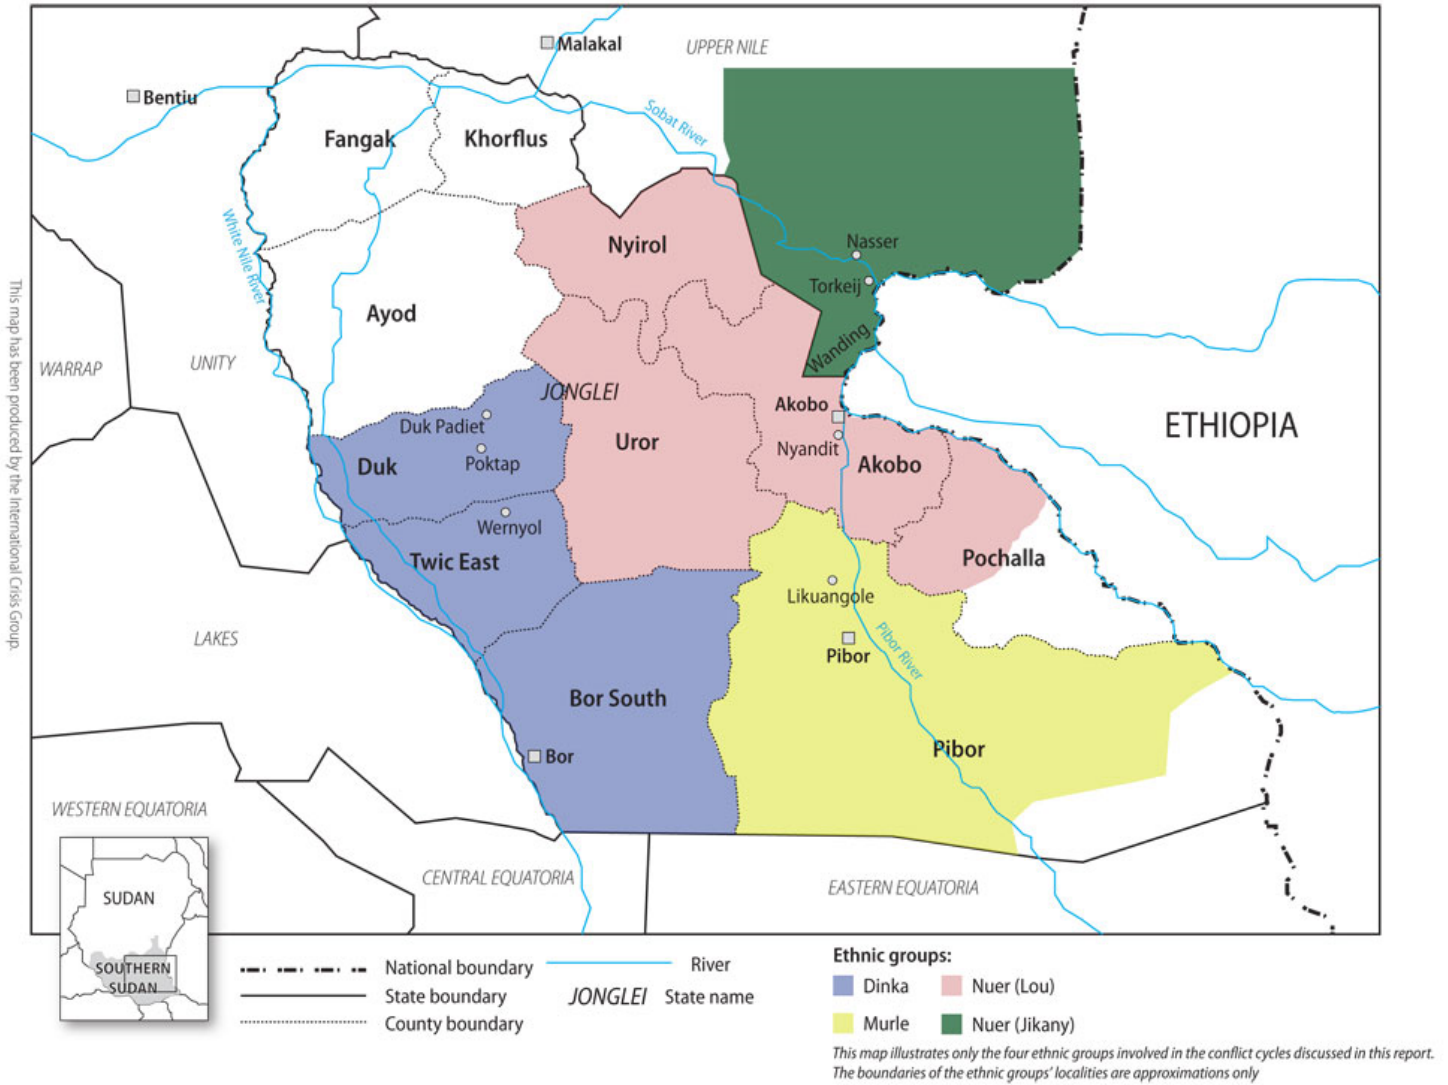 Malakal
UPPER NILE
Bentiu
Sobat River
Fangak
Khorflus
White Nile River
Nyirol
Nasser
Torkeij
Ayod
Wanding
WARRAP
UNITY
JONGLEI
Akobo
Duk Padiet
ETHIOPIA
Uror
Nyandit
Duk
Poktap
Akobo
Wernyol
Twic East
Pochalla
Likuangole
LAKES
Pibor River
Pibor
Bor South
Pibor
Bor
WESTERN EQUATORIA
CENTRAL EQUATORIA
EASTERN EQUATORIA
SUDAN
SOUTHERN
SUDAN
This map has been produced by the International Crisis Group.
National boundary
State boundary
County boundary
River
JONGLEI State name
Ethnic groups:
Dinka
Nuer (Lou)
Murle
Nuer (Jikany)
This map illustrates only the four ethnic groups involved in the conflict cycles discussed in this report.
The boundaries of the ethnic groups' localities are approximations only